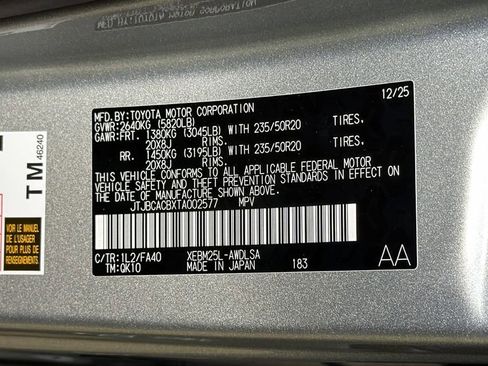 MFD.BY:TOYOTA MOTOR CORPORATION 12/25
GVWR:2640KG (5820LB)
GAWR:FRT. 1380KG (3045LB) WITH 235/50R20 TIRES,
20X8J RIMS.
RR. 1450KG (3195LB) WITH 235/50R20 TIRES,
20X8J RIMS.
THIS VEHICLE CONFORMS TO ALL APPLICABLE FEDERAL MOTOR
VEHICLE SAFETY AND THEFT PREVENTION STANDARDS IN EFFECT ON
THE DATE OF MANUFACTURE SHOWN ABOVE.
JTJBCACBXTA002577 MPV
C/TR:1L2/FA40 XEBM25L-AWDLSA
TM:QK10 MADE IN JAPAN 183
AA
TM
46240
VOIR LE MANUEL
DE L'USAGER
POUR PLUS DE
RENSEIGNEMENTS